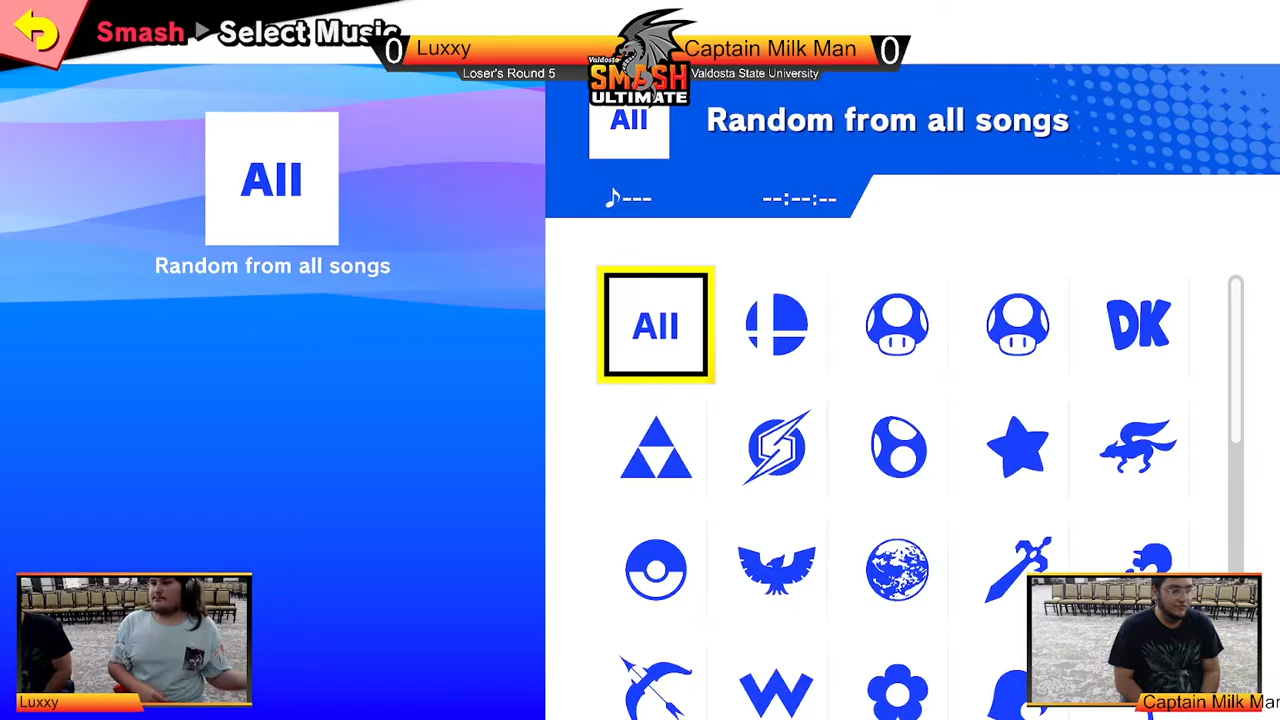 Smash ▶ Select Music
0 Luxxy
Captain Milk Man 0
Loser's Round 5
Valdosta State University
Valdosta
SMASH
ULTIMATE
All
Random from all songs
All
Random from all songs
♪--- --:--:--
All
DK
W
Luxxy
Captain Milk Man